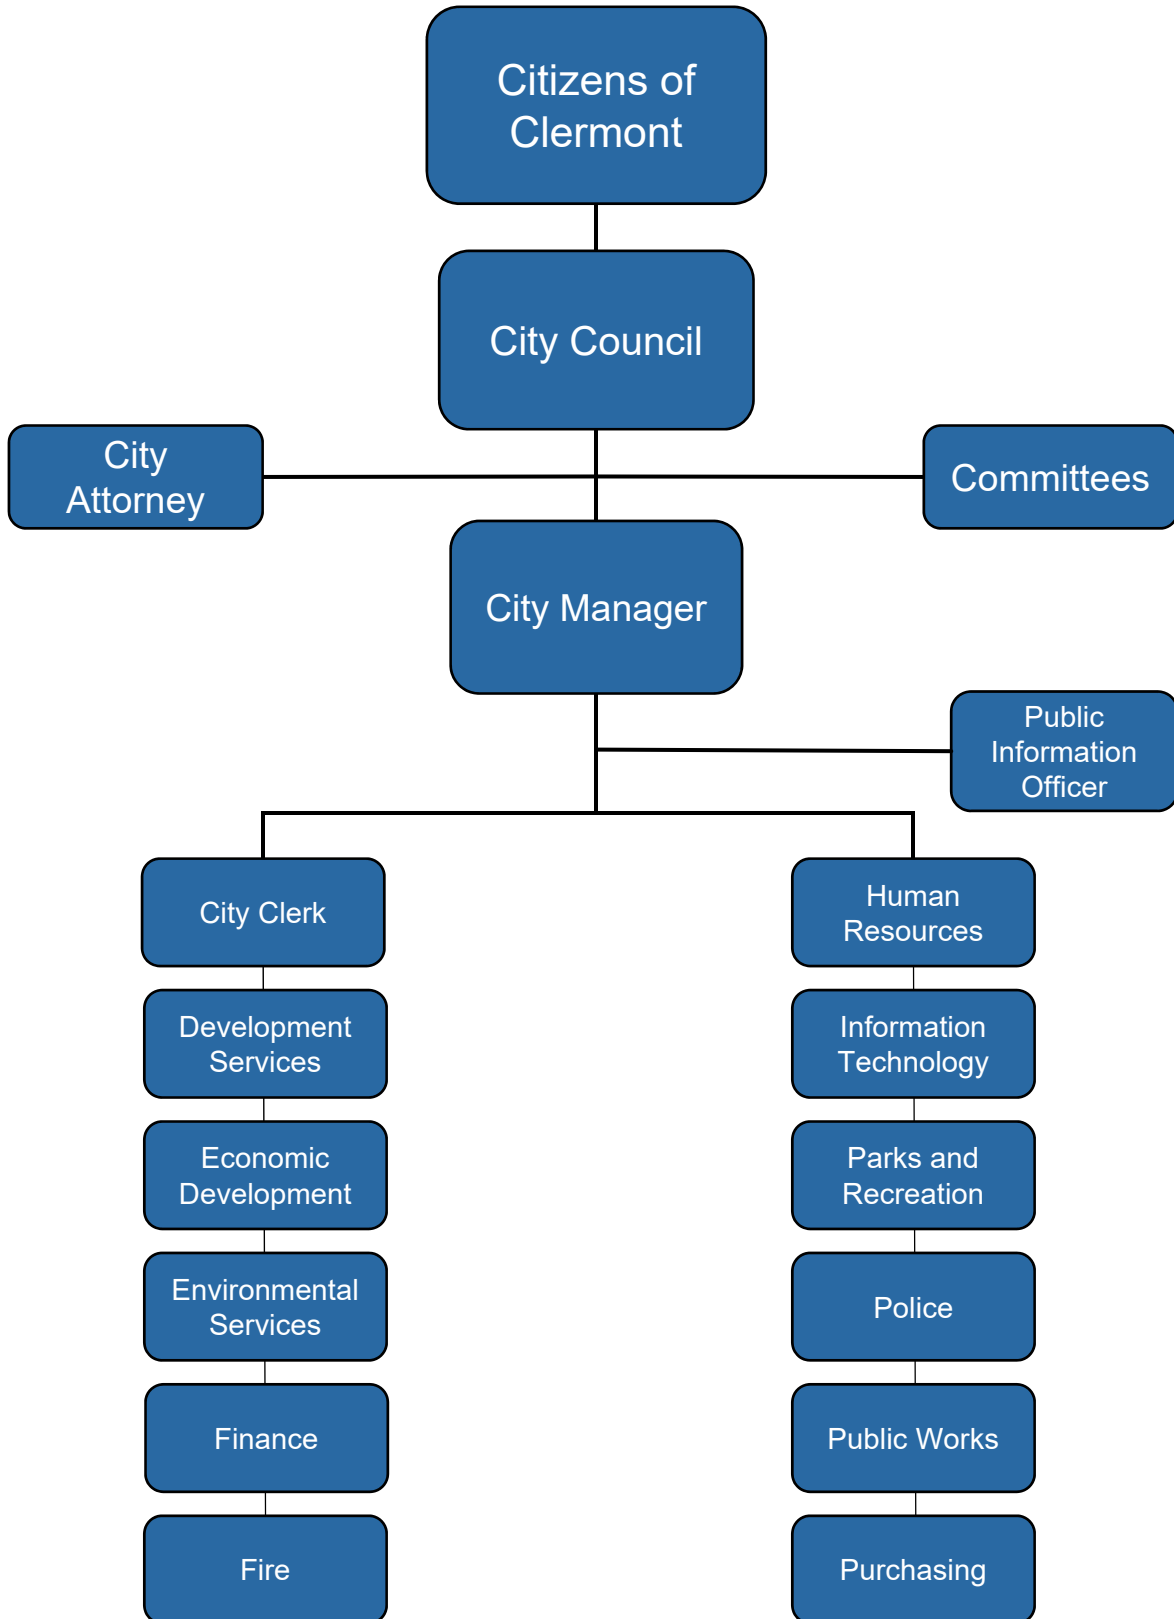 Citizens of
Clermont
City Council
City
Attorney
Committees
City Manager
Public
Information
Officer
City Clerk
Human
Resources
Development
Services
Information
Technology
Economic
Development
Parks and
Recreation
Environmental
Services
Police
Finance
Public Works
Fire
Purchasing